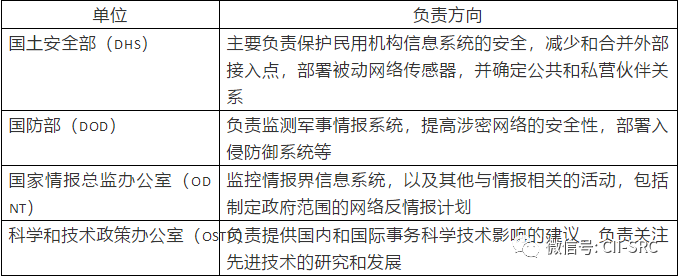 单位 负责方向
国土安全部（DHS） 主要负责保护民用机构信息系统的安全，减少和合并外部
接入点，部署被动网络传感器，并确定公共和私营伙伴关
系
国防部（DOD） 负责监测军事情报系统，提高涉密网络的安全性，部署入
侵防御系统等
国家情报总监办公室（OD 监控情报界信息系统，以及其他与情报相关的活动，包括
NT） 制定政府范围的网络反情报计划
科学和技术政策办公室（OSTP） 负责提供国内和国际事务科学技术影响的建议，负责关注
先进技术的研究和发展
微信号: CII-SRC